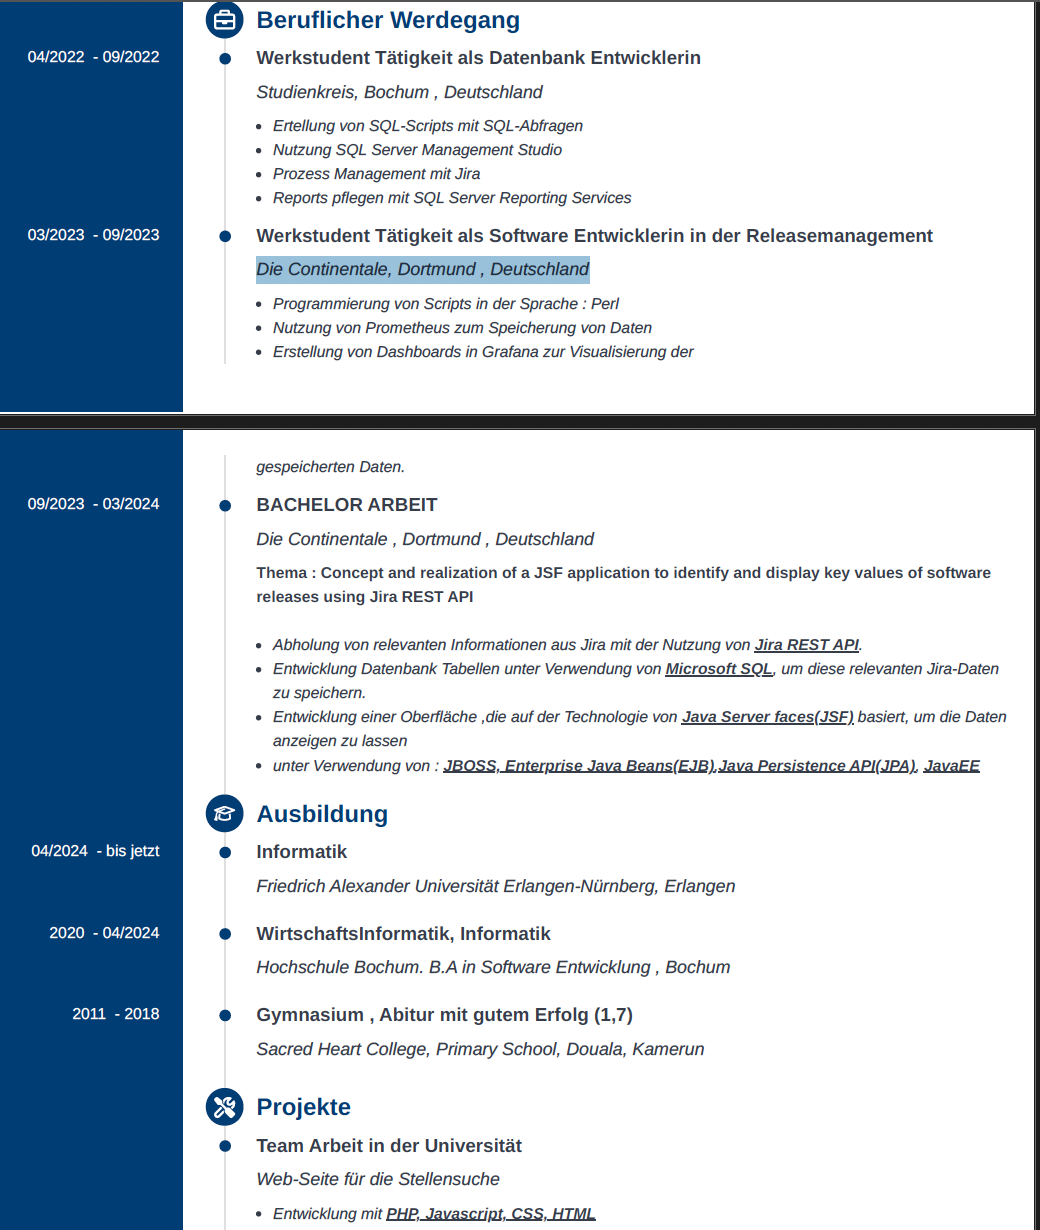 Beruflicher Werdegang
04/2022 - 09/2022
Werkstudent Tätigkeit als Datenbank Entwicklerin
Studienkreis, Bochum , Deutschland
Ertellung von SQL-Scripts mit SQL-Abfragen
Nutzung SQL Server Management Studio
Prozess Management mit Jira
Reports pflegen mit SQL Server Reporting Services
03/2023 - 09/2023
Werkstudent Tätigkeit als Software Entwicklerin in der Releasemanagement
Die Continentale, Dortmund , Deutschland
Programmierung von Scripts in der Sprache : Perl
Nutzung von Prometheus zum Speicherung von Daten
Erstellung von Dashboards in Grafana zur Visualisierung der
gespeicherten Daten.
09/2023 - 03/2024
BACHELOR ARBEIT
Die Continentale , Dortmund , Deutschland
Thema : Concept and realization of a JSF application to identify and display key values of software
releases using Jira REST API
Abholung von relevanten Informationen aus Jira mit der Nutzung von Jira REST API.
Entwicklung Datenbank Tabellen unter Verwendung von Microsoft SQL, um diese relevanten Jira-Daten
zu speichern.
Entwicklung einer Oberfläche ,die auf der Technologie von Java Server faces(JSF) basiert, um die Daten
anzeigen zu lassen
unter Verwendung von : JBOSS, Enterprise Java Beans(EJB),Java Persistence API(JPA), JavaEE
Ausbildung
04/2024 - bis jetzt
Informatik
Friedrich Alexander Universität Erlangen-Nürnberg, Erlangen
2020 - 04/2024
WirtschaftsInformatik, Informatik
Hochschule Bochum. B.A in Software Entwicklung , Bochum
2011 - 2018
Gymnasium , Abitur mit gutem Erfolg (1,7)
Sacred Heart College, Primary School, Douala, Kamerun
Projekte
Team Arbeit in der Universität
Web-Seite für die Stellensuche
Entwicklung mit PHP, Javascript, CSS, HTML